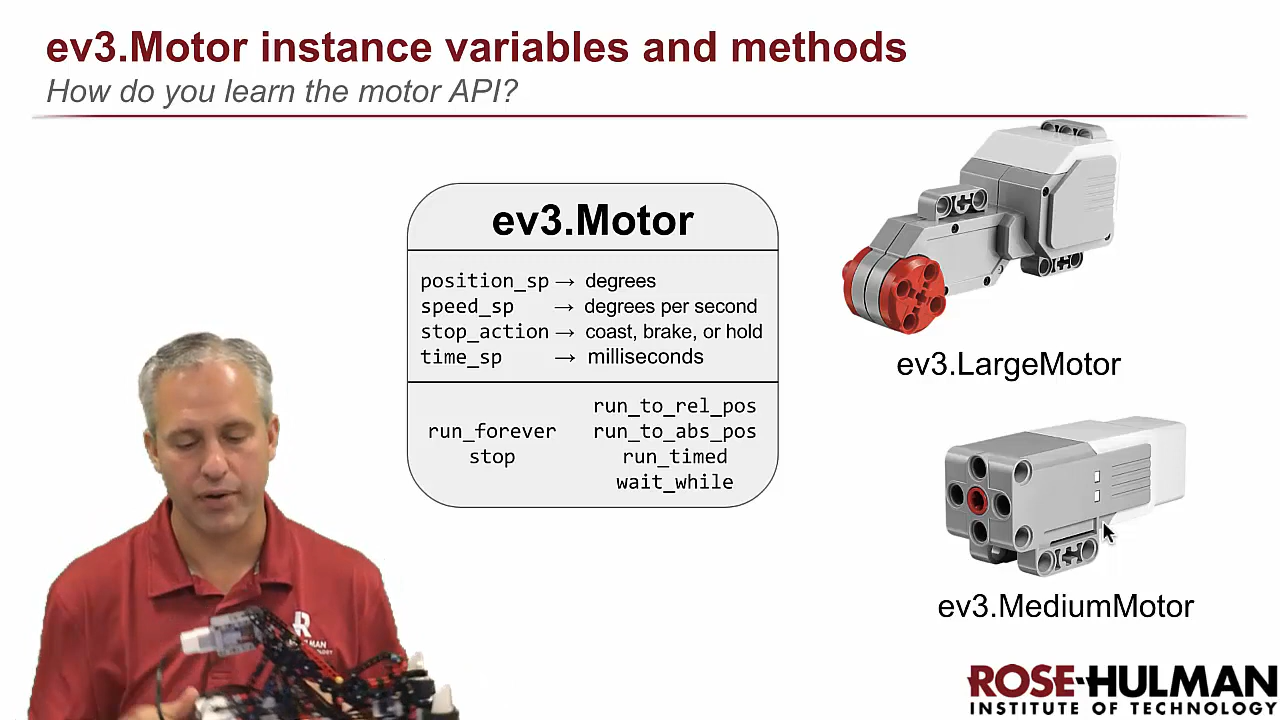 ev3.Motor instance variables and methods
How do you learn the motor API?
ev3.Motor
position_sp → degrees
speed_sp → degrees per second
stop_action → coast, brake, or hold
time_sp → milliseconds
run_forever
stop
run_to_rel_pos
run_to_abs_pos
run_timed
wait_while
ev3.LargeMotor
ev3.MediumMotor
ROSE-HULMAN
INSTITUTE OF TECHNOLOGY